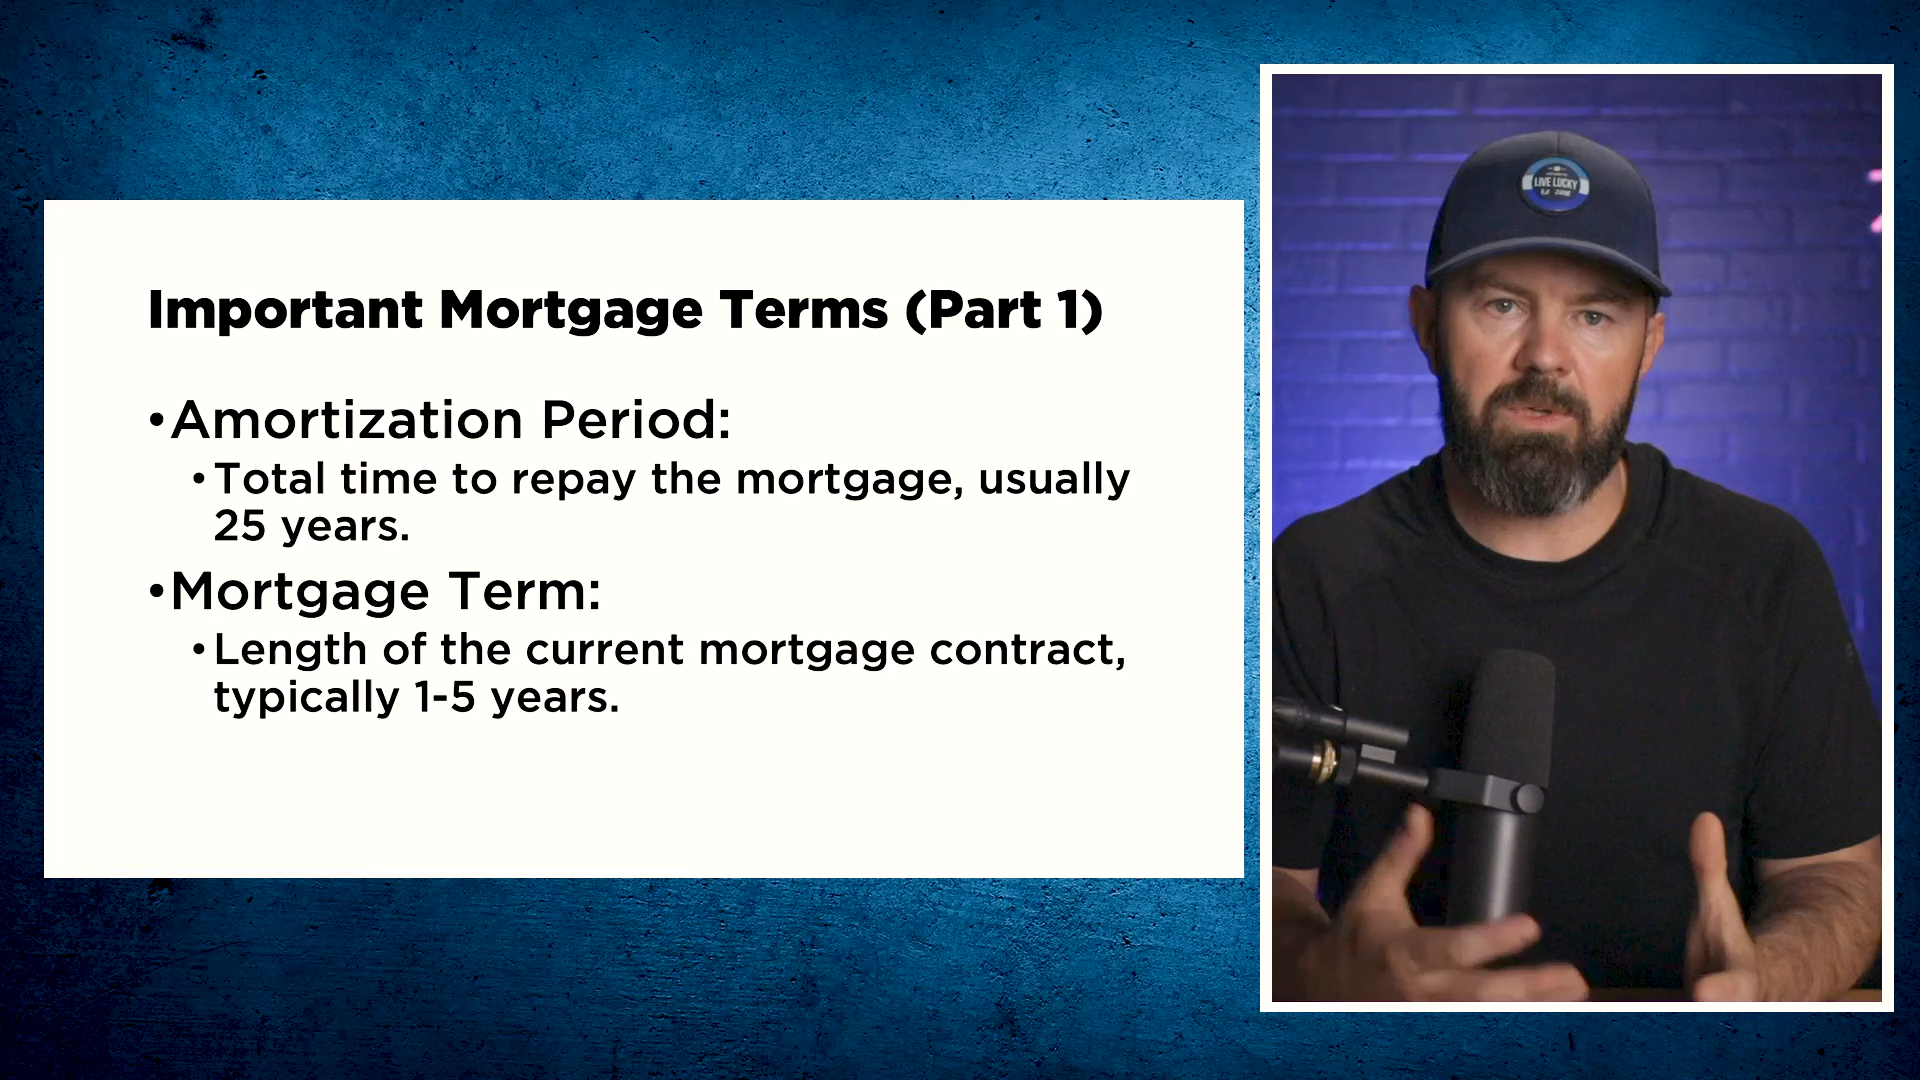 Important Mortgage Terms (Part 1)
•Amortization Period:
•Total time to repay the mortgage, usually
25 years.
•Mortgage Term:
•Length of the current mortgage contract,
typically 1-5 years.
LIVE LUCKY